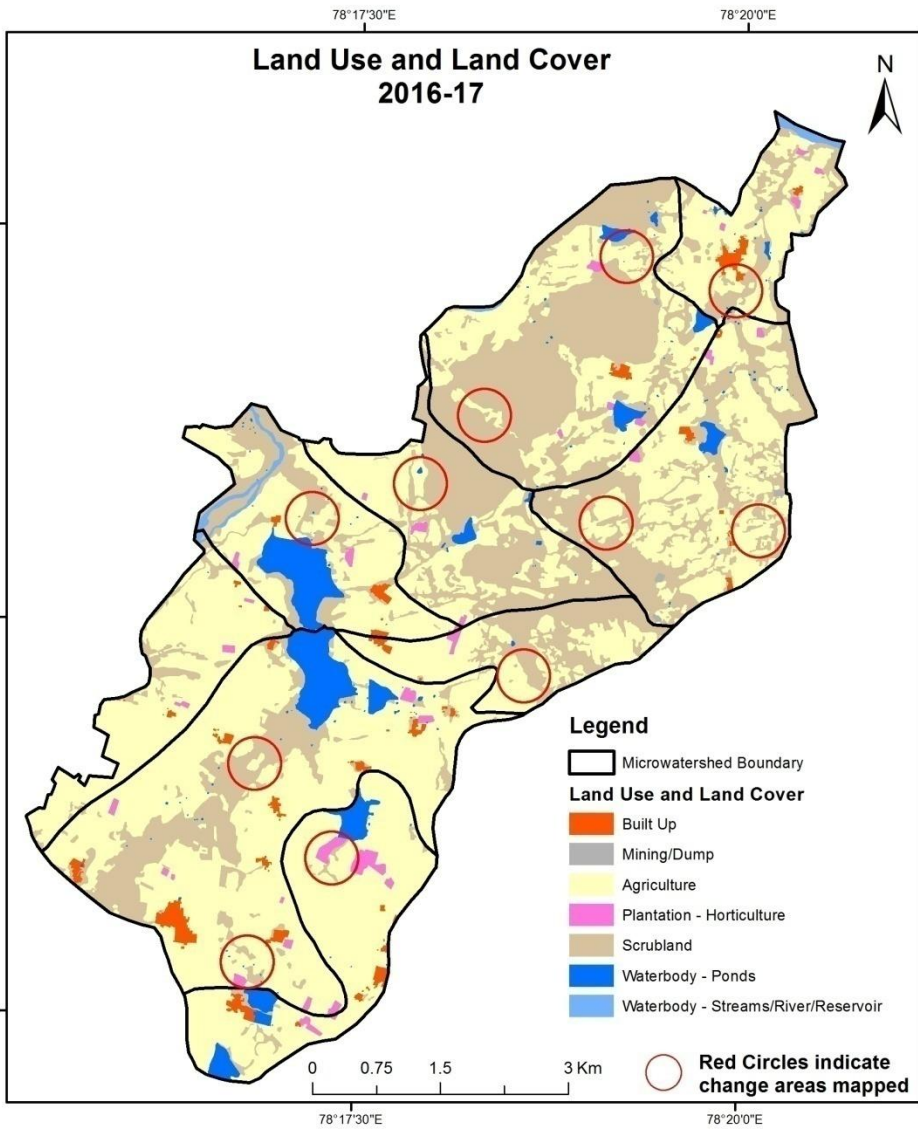 78°17'30"E
78°20'0"E
Land Use and Land Cover
2016-17
N
Legend
Microwatershed Boundary
Land Use and Land Cover
Built Up
Mining/Dump
Agriculture
Plantation - Horticulture
Scrubland
Waterbody - Ponds
Waterbody - Streams/River/Reservoir
0 0.75 1.5 3 Km
Red Circles indicate
change areas mapped
78°17'30"E
78°20'0"E